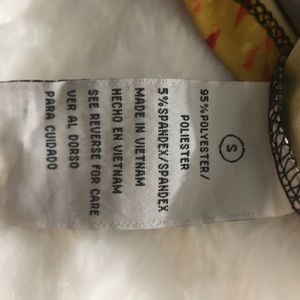 S
95%POLYESTER/
POLIESTER
5%SPANDEX/SPANDEX
MADE IN VIETNAM
HECHO EN VIETNAM
SEE REVERSE FOR CARE
VER AL DORSO
PARA CUIDADO